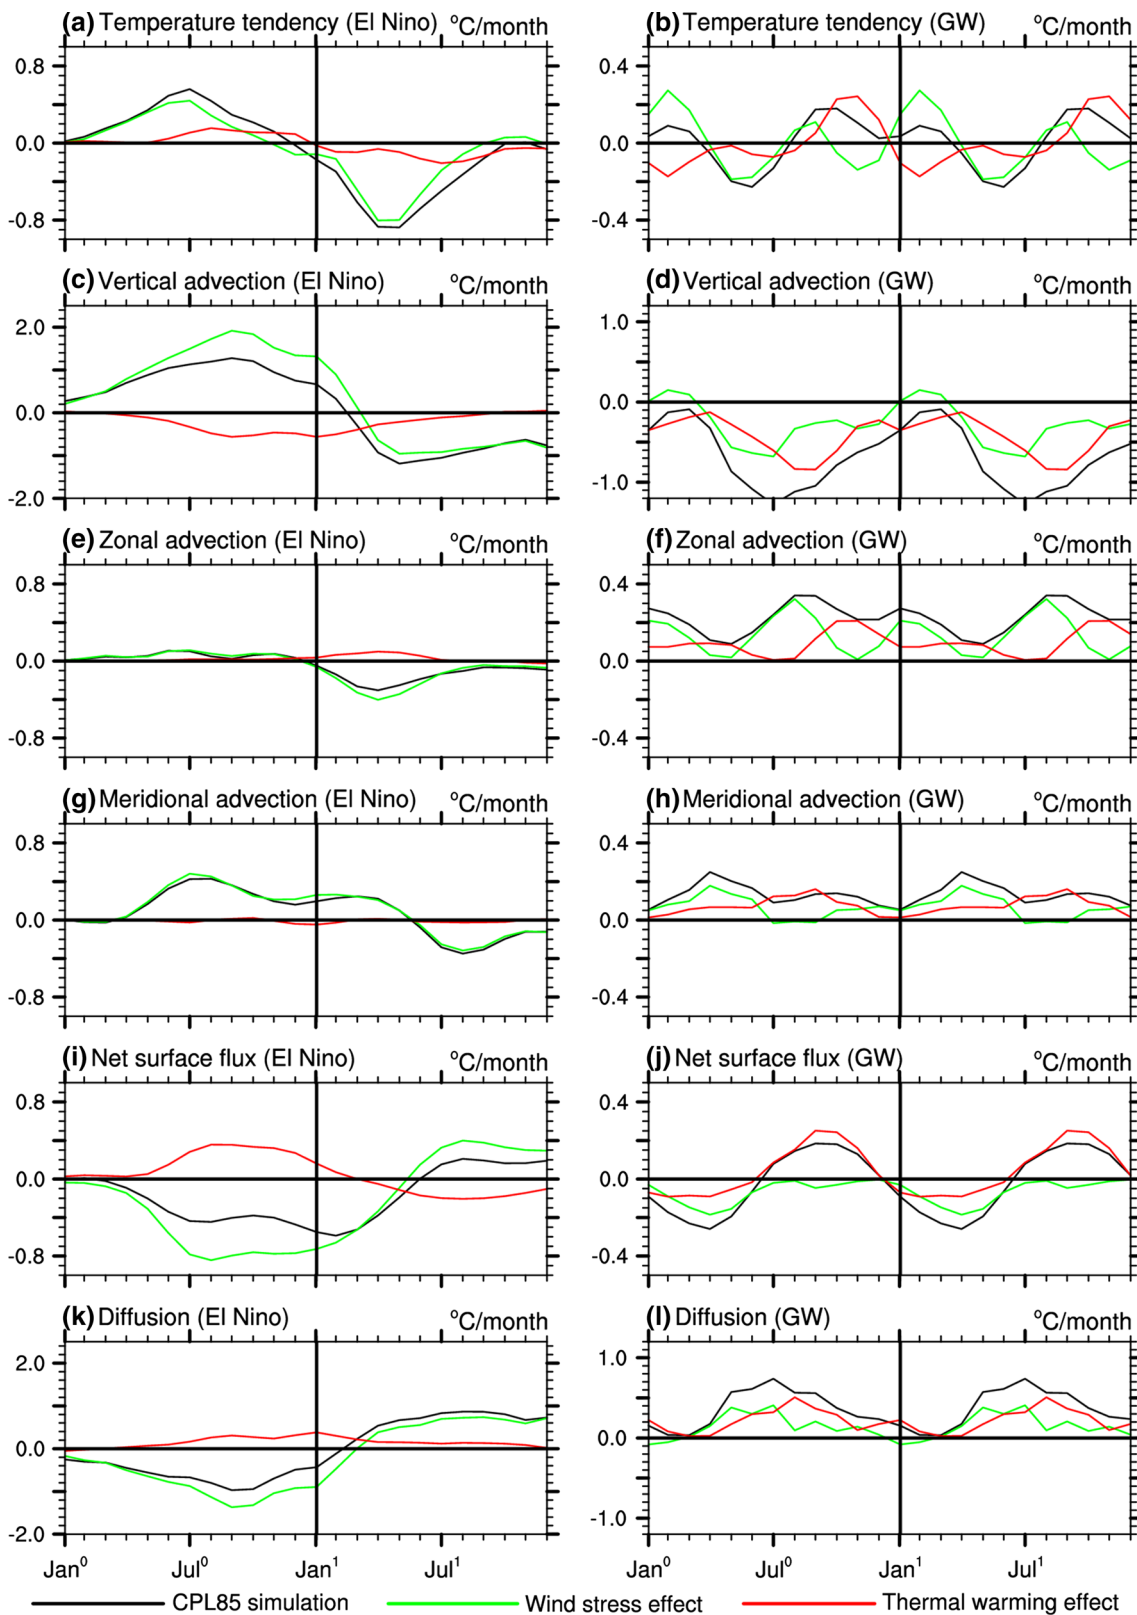 (a) Temperature tendency (El Nino) °C/month
(b) Temperature tendency (GW) °C/month
0.8
0.0
-0.8
0.4
0.0
-0.4
(c) Vertical advection (El Nino) °C/month
(d) Vertical advection (GW) °C/month
2.0
0.0
-2.0
1.0
0.0
-1.0
(e) Zonal advection (El Nino) °C/month
(f) Zonal advection (GW) °C/month
0.8
0.0
-0.8
0.4
0.0
-0.4
(g) Meridional advection (El Nino) °C/month
(h) Meridional advection (GW) °C/month
0.8
0.0
-0.8
0.4
0.0
-0.4
(i) Net surface flux (El Nino) °C/month
(j) Net surface flux (GW) °C/month
0.8
0.0
-0.8
0.4
0.0
-0.4
(k) Diffusion (El Nino) °C/month
(l) Diffusion (GW) °C/month
2.0
0.0
-2.0
1.0
0.0
-1.0
Jan⁰ Jul⁰ Jan¹ Jul¹
Jan⁰ Jul⁰ Jan¹ Jul¹
CPL85 simulation Wind stress effect Thermal warming effect